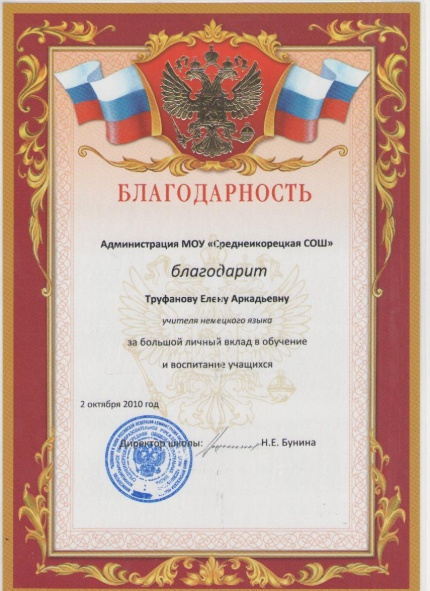 БЛАГОДАРНОСТЬ
Администрация МОУ «Среднеикорецкая СОШ»
благодарит
Труфанову Елену Аркадьевну
учителя немецкого языка
за большой личный вклад в обучение
и воспитание учащихся
2 октября 2010 год
Директор школы: Н.Е. Бунина